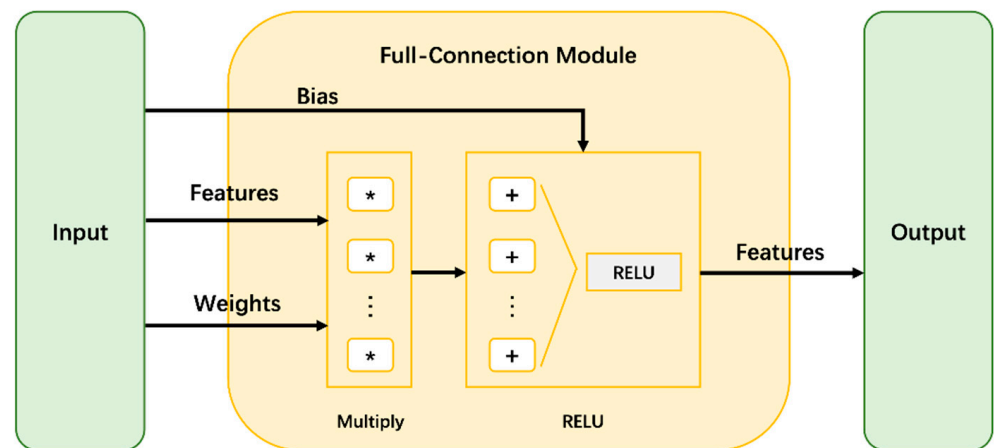 Full-Connection Module
Bias
Features
Weights
Input
*
*
⋮
*
Multiply
+
+
⋮
+
RELU
RELU
Features
Output